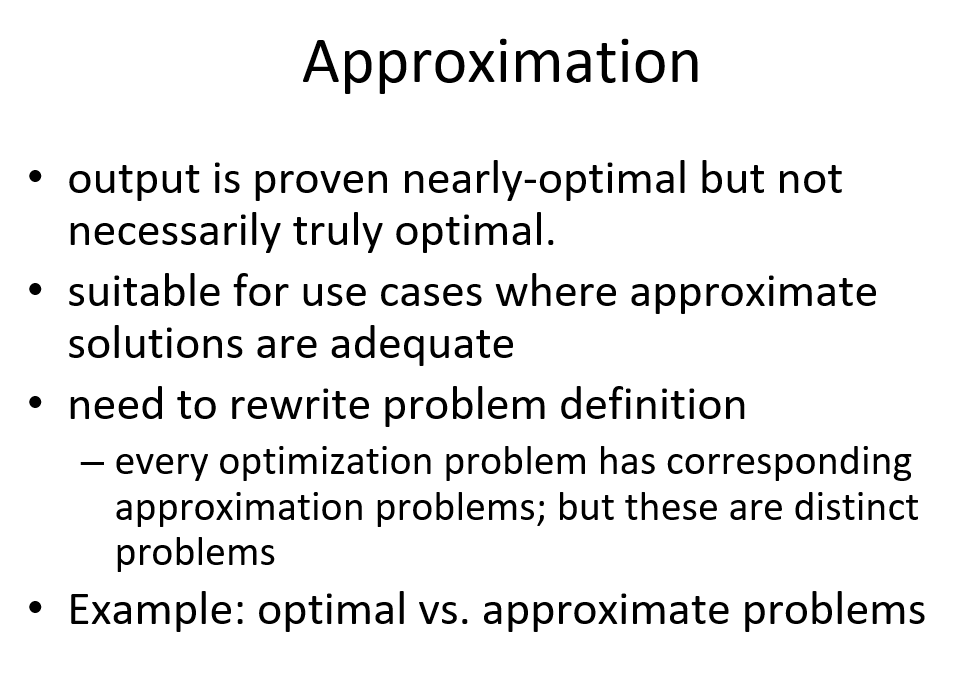 Approximation
• output is proven nearly-optimal but not
necessarily truly optimal.
• suitable for use cases where approximate
solutions are adequate
• need to rewrite problem definition
– every optimization problem has corresponding
approximation problems; but these are distinct
problems
• Example: optimal vs. approximate problems